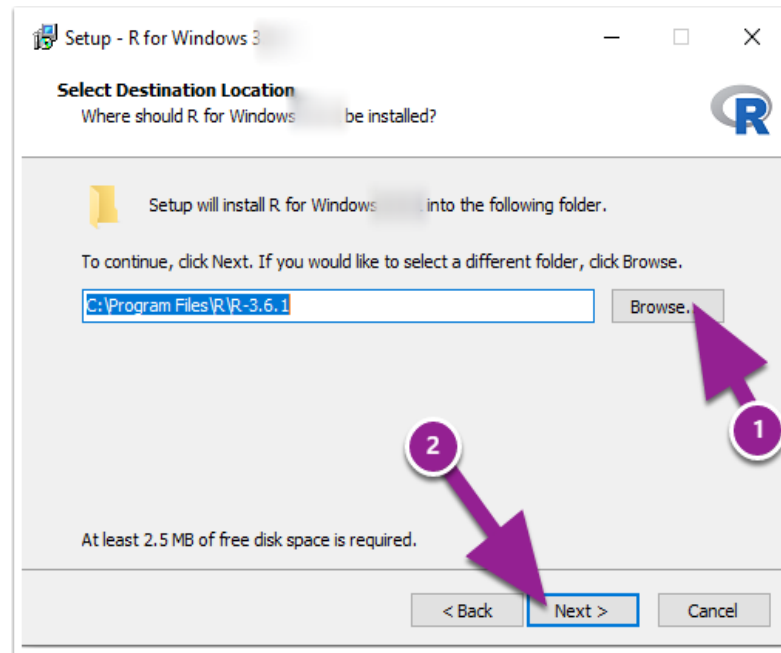 Setup - R for Windows 3
Select Destination Location
Where should R for Windows be installed?
R
Setup will install R for Windows into the following folder.
To continue, click Next. If you would like to select a different folder, click Browse.
C:\Program Files\R\R-3.6.1
Browse...
1
2
At least 2.5 MB of free disk space is required.
< Back Next > Cancel